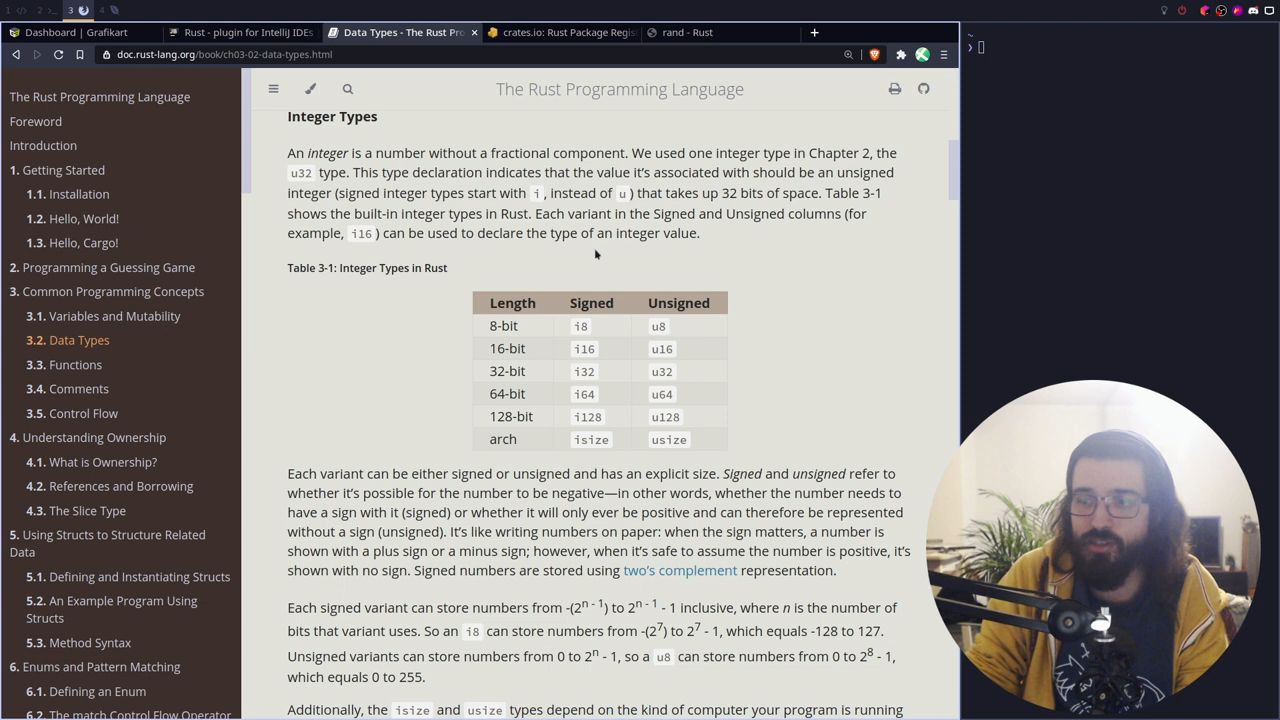 1
2
3
4
Dashboard | Grafikart
Rust - plugin for IntelliJ IDEs
Data Types - The Rust Pro
crates.io: Rust Package Regis
rand - Rust
doc.rust-lang.org/book/ch03-02-data-types.html
~
The Rust Programming Language
Foreword
Introduction
1. Getting Started
1.1. Installation
1.2. Hello, World!
1.3. Hello, Cargo!
2. Programming a Guessing Game
3. Common Programming Concepts
3.1. Variables and Mutability
3.2. Data Types
3.3. Functions
3.4. Comments
3.5. Control Flow
4. Understanding Ownership
4.1. What is Ownership?
4.2. References and Borrowing
4.3. The Slice Type
5. Using Structs to Structure Related
Data
5.1. Defining and Instantiating Structs
5.2. An Example Program Using
Structs
5.3. Method Syntax
6. Enums and Pattern Matching
6.1. Defining an Enum
6.2. The match Control Flow Operator
The Rust Programming Language
Integer Types
An integer is a number without a fractional component. We used one integer type in Chapter 2, the
u32 type. This type declaration indicates that the value it's associated with should be an unsigned
integer (signed integer types start with i, instead of u) that takes up 32 bits of space. Table 3-1
shows the built-in integer types in Rust. Each variant in the Signed and Unsigned columns (for
example, i16) can be used to declare the type of an integer value.
Table 3-1: Integer Types in Rust
Length Signed Unsigned
8-bit i8 u8
16-bit i16 u16
32-bit i32 u32
64-bit i64 u64
128-bit i128 u128
arch isize usize
Each variant can be either signed or unsigned and has an explicit size. Signed and unsigned refer to
whether it's possible for the number to be negative—in other words, whether the number needs to
have a sign with it (signed) or whether it will only ever be positive and can therefore be represented
without a sign (unsigned). It's like writing numbers on paper: when the sign matters, a number is
shown with a plus sign or a minus sign; however, when it's safe to assume the number is positive, it's
shown with no sign. Signed numbers are stored using two's complement representation.
Each signed variant can store numbers from -(2^n - 1) to 2^n - 1 - 1 inclusive, where n is the number of
bits that variant uses. So an i8 can store numbers from -(2^7) to 2^7 - 1, which equals -128 to 127.
Unsigned variants can store numbers from 0 to 2^n - 1, so a u8 can store numbers from 0 to 2^8 - 1,
which equals 0 to 255.
Additionally, the isize and usize types depend on the kind of computer your program is running